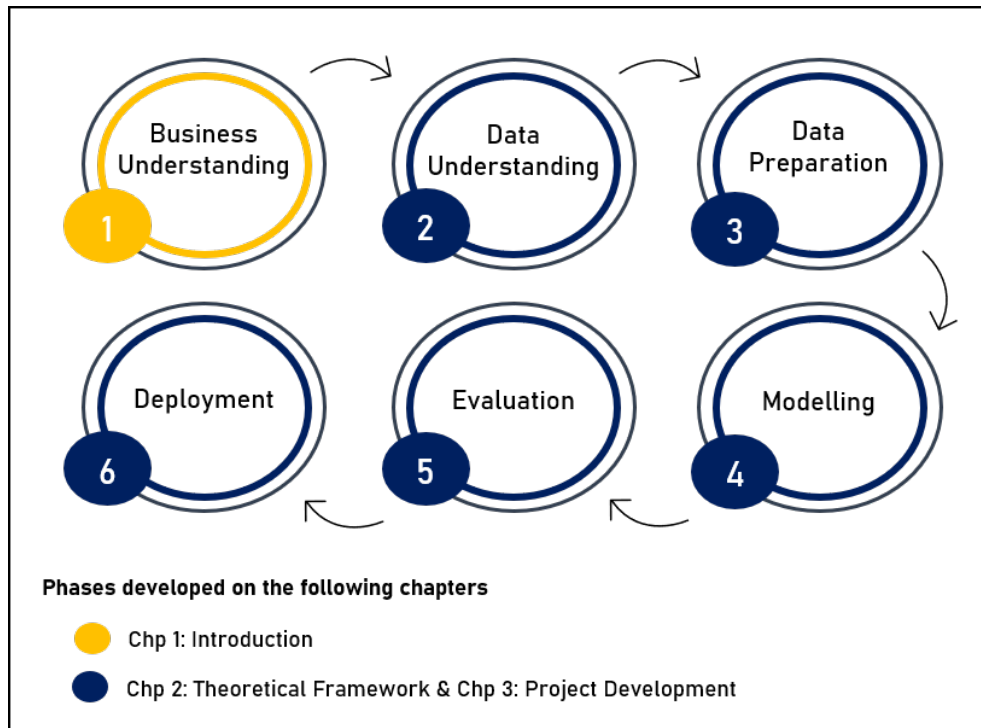 Business
Understanding
1
Data
Understanding
2
Data
Preparation
3
Deployment
6
Evaluation
5
Modelling
4
Phases developed on the following chapters
Chp 1: Introduction
Chp 2: Theoretical Framework & Chp 3: Project Development